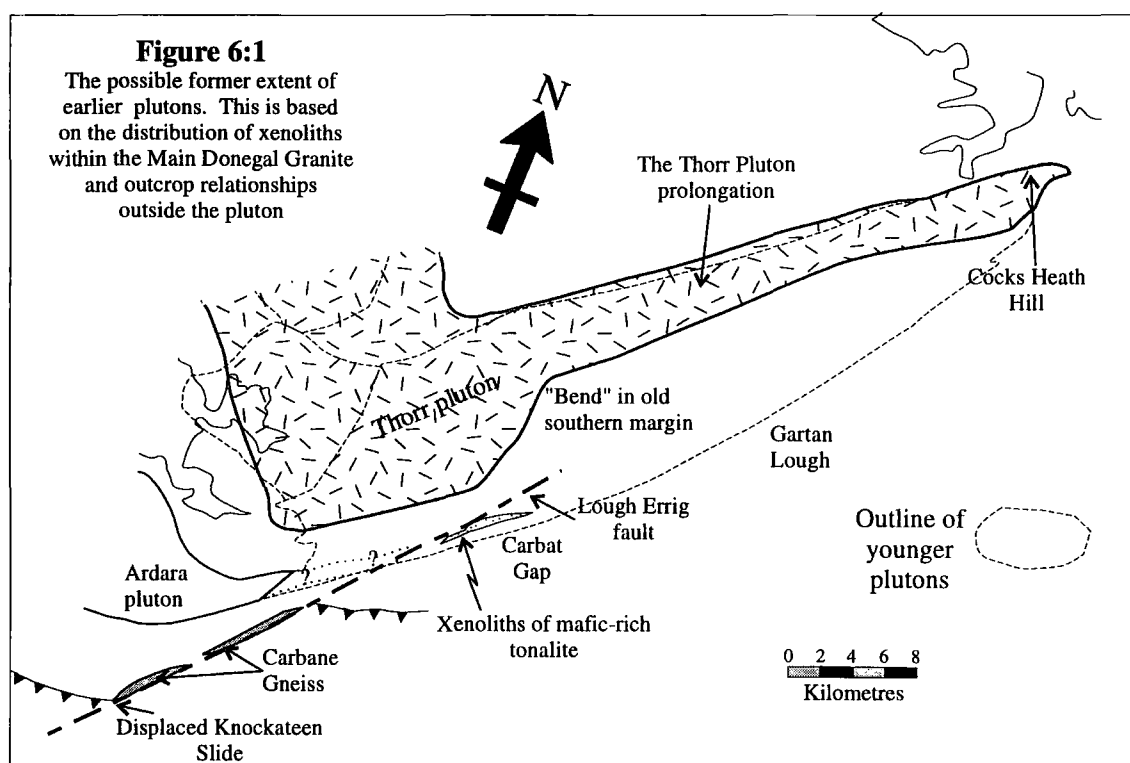 Figure 6:1
The possible former extent of
earlier plutons. This is based
on the distribution of xenoliths
within the Main Donegal Granite
and outcrop relationships
outside the pluton
N
The Thorr Pluton
prolongation
Cocks Heath
Hill
Thorr pluton
"Bend" in old
southern margin
Gartan
Lough
Lough Errig
fault
Carbat
Gap
Outline of
younger
plutons
?
?
Ardara
pluton
Xenoliths of mafic-rich
tonalite
Carbane
Gneiss
0 2 4 6 8
Kilometres
Displaced Knockateen
Slide